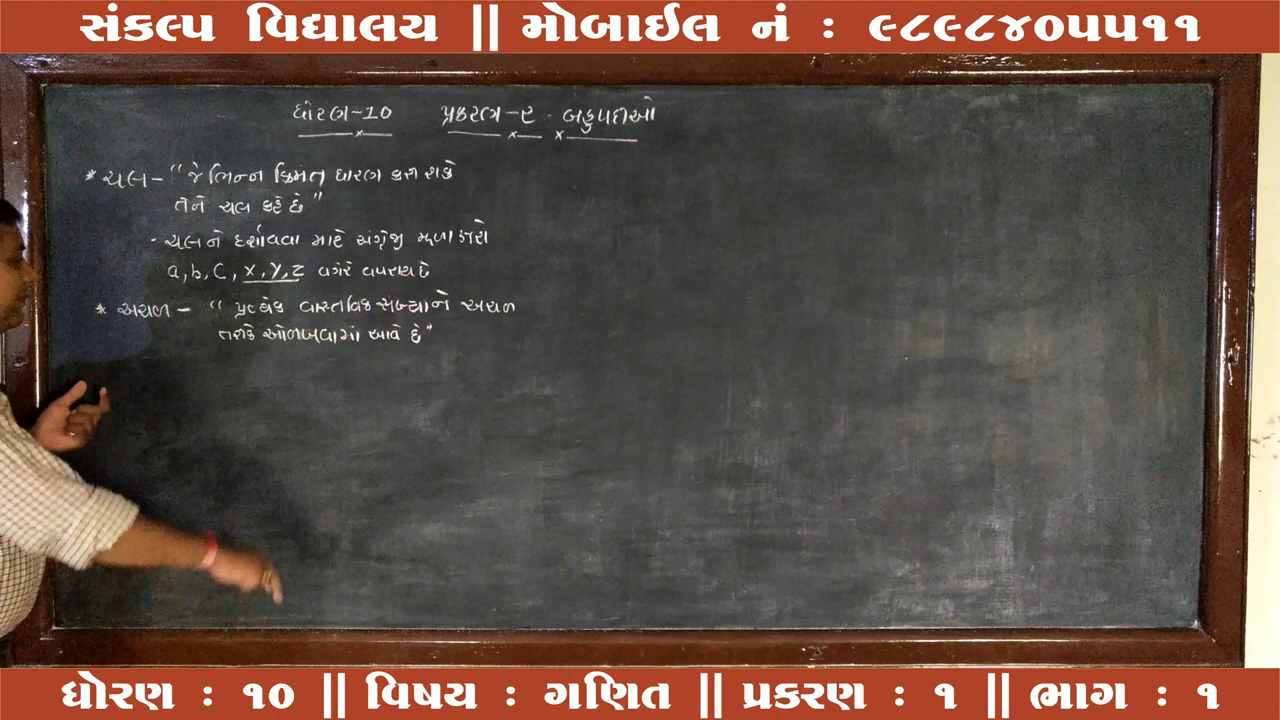 સંકલ્પ વિદ્યાલય || મોબાઈલ નં : ૯૮૯૮૪૦૫૫૧૧
ધોરણ-10 પ્રકરણ-૨ - બહુપદીઓ
* ચલ - "જે ભિન્ન કિંમત ધારણ કરી શકે
તેને ચલ કહે છે"
- ચલને દર્શાવવા માટે અંગ્રેજી મૂળાક્ષરો
a, b, c, x, y, z વગેરે વપરાય છે
* અચળ - "પ્રત્યેક વાસ્તવિક સંખ્યાને અચળ
તરીકે ઓળખવામાં આવે છે"
ધોરણ : ૧૦ || વિષય : ગણિત || પ્રકરણ : ૧ || ભાગ : ૧